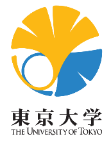 東京大学
THE UNIVERSITY OF TOKYO